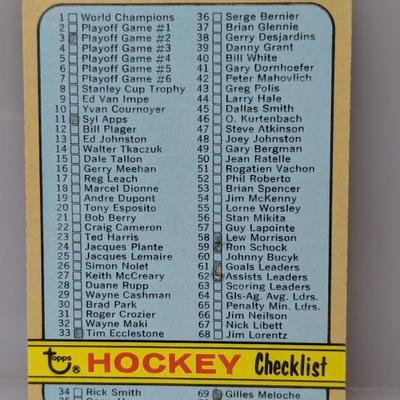 1 World Champions
2 Playoff Game #1
3 Playoff Game #2
4 Playoff Game #3
5 Playoff Game #4
6 Playoff Game #5
7 Playoff Game #6
8 Stanley Cup Trophy
9 Ed Van Impe
10 Yvan Cournoyer
11 Syl Apps
12 Bill Plager
13 Ed Johnston
14 Walter Tkaczuk
15 Dale Tallon
16 Gerry Meehan
17 Reg Leach
18 Marcel Dionne
19 Andre Dupont
20 Tony Esposito
21 Bob Berry
22 Craig Cameron
23 Ted Harris
24 Jacques Plante
25 Jacques Lemaire
26 Simon Nolet
27 Keith McCreary
28 Duane Rupp
29 Wayne Cashman
30 Brad Park
31 Roger Crozier
32 Wayne Maki
33 Tim Ecclestone
36 Serge Bernier
37 Brian Glennie
38 Gerry Desjardins
39 Danny Grant
40 Bill White
41 Gary Dornhoefer
42 Peter Mahovlich
43 Greg Polis
44 Larry Hale
45 Dallas Smith
46 O. Kurtenbach
47 Steve Atkinson
48 Joey Johnston
49 Gary Bergman
50 Jean Ratelle
51 Rogatien Vachon
52 Phil Roberto
53 Brian Spencer
54 Jim McKenny
55 Lorne Worsley
56 Stan Mikita
57 Guy Lapointe
58 Lew Morrison
59 Ron Schock
60 Johnny Bucyk
61 Goals Leaders
62 Assists Leaders
63 Scoring Leaders
64 Gls-Ag. Avg. Ldrs.
65 Penalty Min. Ldrs.
66 Jim Neilson
67 Nick Libett
68 Jim Lorentz
topps ® HOCKEY Checklist
34 Rick Smith
69 Gilles Meloche